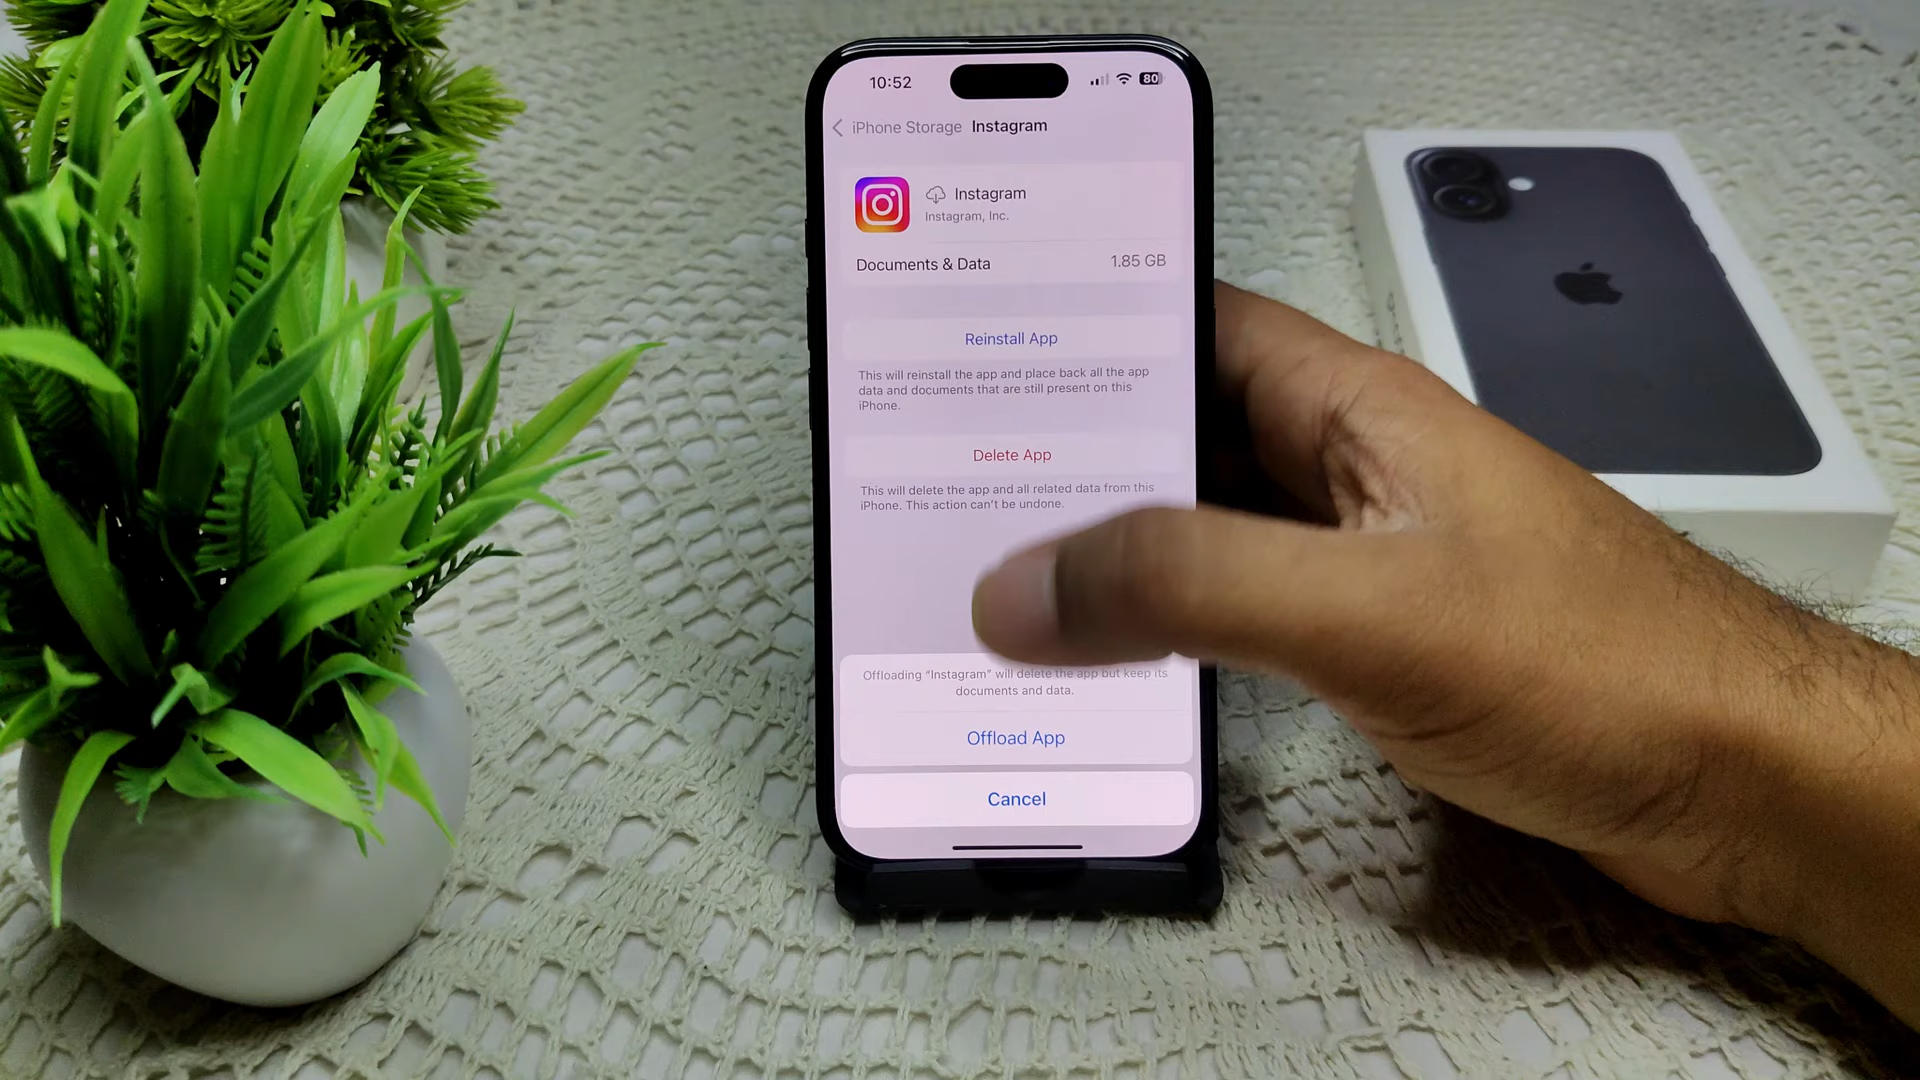 10:52
80
iPhone Storage Instagram
Instagram
Instagram, Inc.
Documents & Data 1.85 GB
Reinstall App
This will reinstall the app and place back all the app
data and documents that are still present on this
iPhone.
Delete App
This will delete the app and all related data from this
iPhone. This action can't be undone.
Offloading “Instagram” will delete the app but keep its
documents and data.
Offload App
Cancel